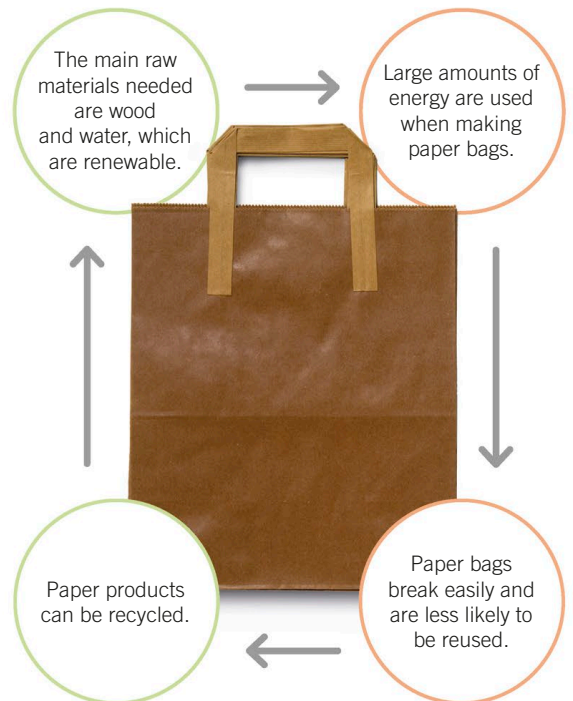 The main raw
materials needed
are wood
and water, which
are renewable.
Large amounts of
energy are used
when making
paper bags.
Paper bags
break easily and
are less likely to
be reused.
Paper products
can be recycled.